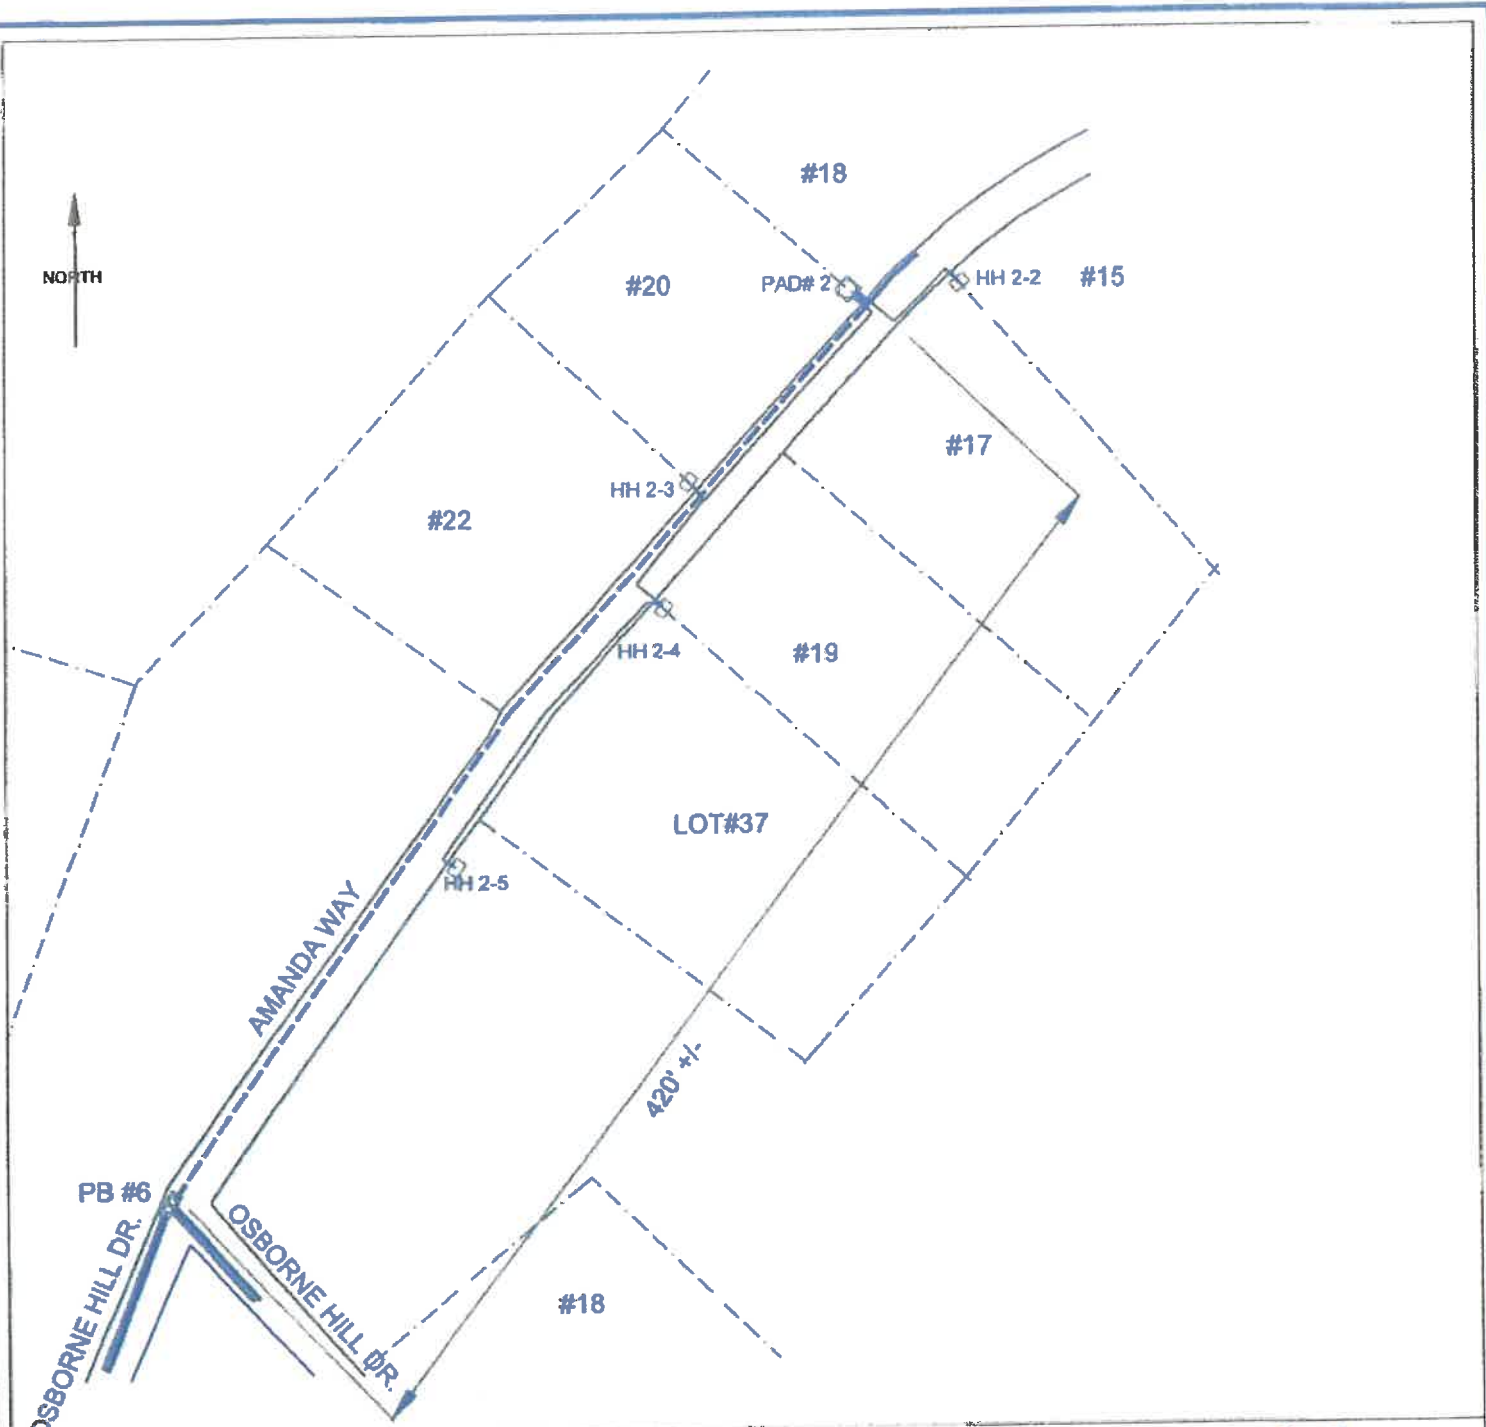 #18
NORTH
#20
PAD# 2
HH 2-2
#15
#17
HH 2-3
#22
HH 2-4
#19
LOT#37
HH 2-5
AMANDA WAY
420' +/-
PB #6
OSBORNE HILL DR.
OSBORNE HILL DR.
#18